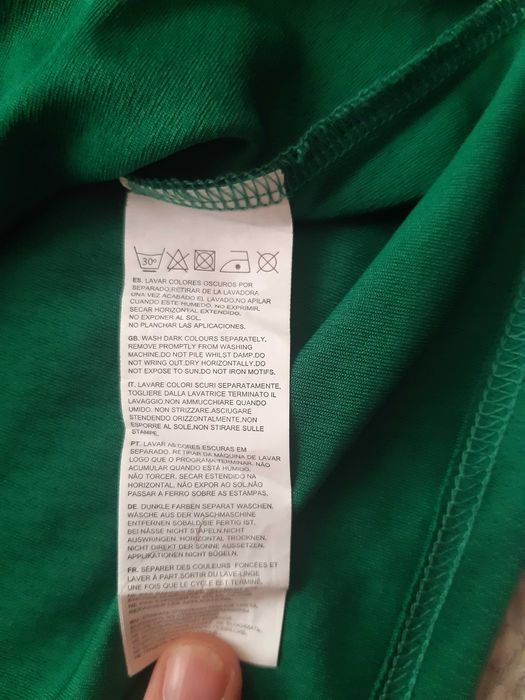 30°
ES. LAVAR COLORES OSCUROS POR
SEPARADO.RETIRAR DE LA LAVADORA
UNA VEZ ACABADO EL LAVADO.NO APILAR
CUANDO ESTE HUMEDO. NO EXPRIMIR.
SECAR HORIZONTAL EXTENDIDO.
NO EXPONER AL SOL.
NO PLANCHAR LAS APLICACIONES.
GB. WASH DARK COLOURS SEPARATELY.
REMOVE PROMPTLY FROM WASHING
MACHINE.DO NOT PILE WHILST DAMP.DO
NOT WRING OUT.DRY HORIZONTALLY.DO
NOT EXPOSE TO SUN.DO NOT IRON MOTIFS.
IT. LAVARE COLORI SCURI SEPARATAMENTE.
TOGLIERE DALLA LAVATRICE TERMINATO IL
LAVAGGIO.NON AMMUCCHIARE QUANDO
UMIDO. NON STRIZZARE.ASCIUGARE
STENDENDO ORIZZONTALMENTE.NON
ESPORRE AL SOLE.NON STIRARE SULLE
STAMPE.
PT. LAVAR AS CORES ESCURAS EM
SEPARADO. RETIRAR DA MÁQUINA DE LAVAR
LOGO QUE O PROGRAMA TERMINAR. NÃO
ACUMULAR QUANDO ESTÁ HÚMIDO.
NÃO TORCER. SECAR ESTENDIDO NA
HORIZONTAL. NÃO EXPOR AO SOL.NÃO
PASSAR A FERRO SOBRE AS ESTAMPAS.
DE. DUNKLE FARBEN SEPARAT WASCHEN.
WÄSCHE AUS DER WASCHMASCHINE
ENTFERNEN SOBALD SIE FERTIG IST.
BEI NÄSSE NICHT STAPELN.NICHT
AUSWRINGEN. HORIZONTAL TROCKNEN.
NICHT DIREKT DER SONNE AUSSETZEN.
APPLICATIONEN NICHT BÜGELN.
FR. SÉPARER DES COULEURS FONCÉES ET
LAVER À PART.SORTIR DU LAVE-LINGE
UNE FOIS QUE LE CYCLE EST TERMINÉ.